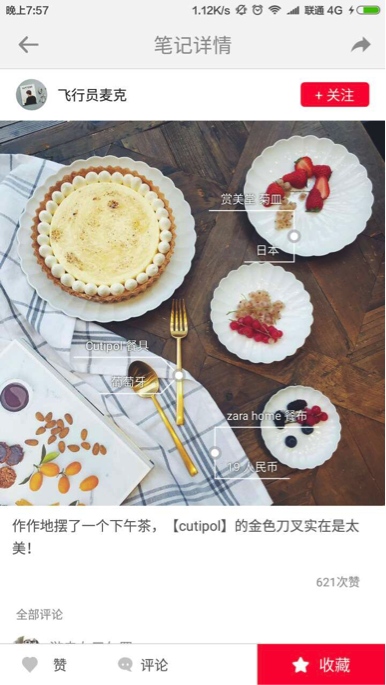 晚上7:57 1.12K/s 联通 4G
笔记详情
飞行员麦克 + 关注
赏美堂 菊皿
日本
Cutipol 餐具
葡萄牙
zara home 餐布
19 人民币
作作地摆了一个下午茶，【cutipol】的金色刀叉实在是太
美！
621次赞
全部评论
赞 评论 收藏